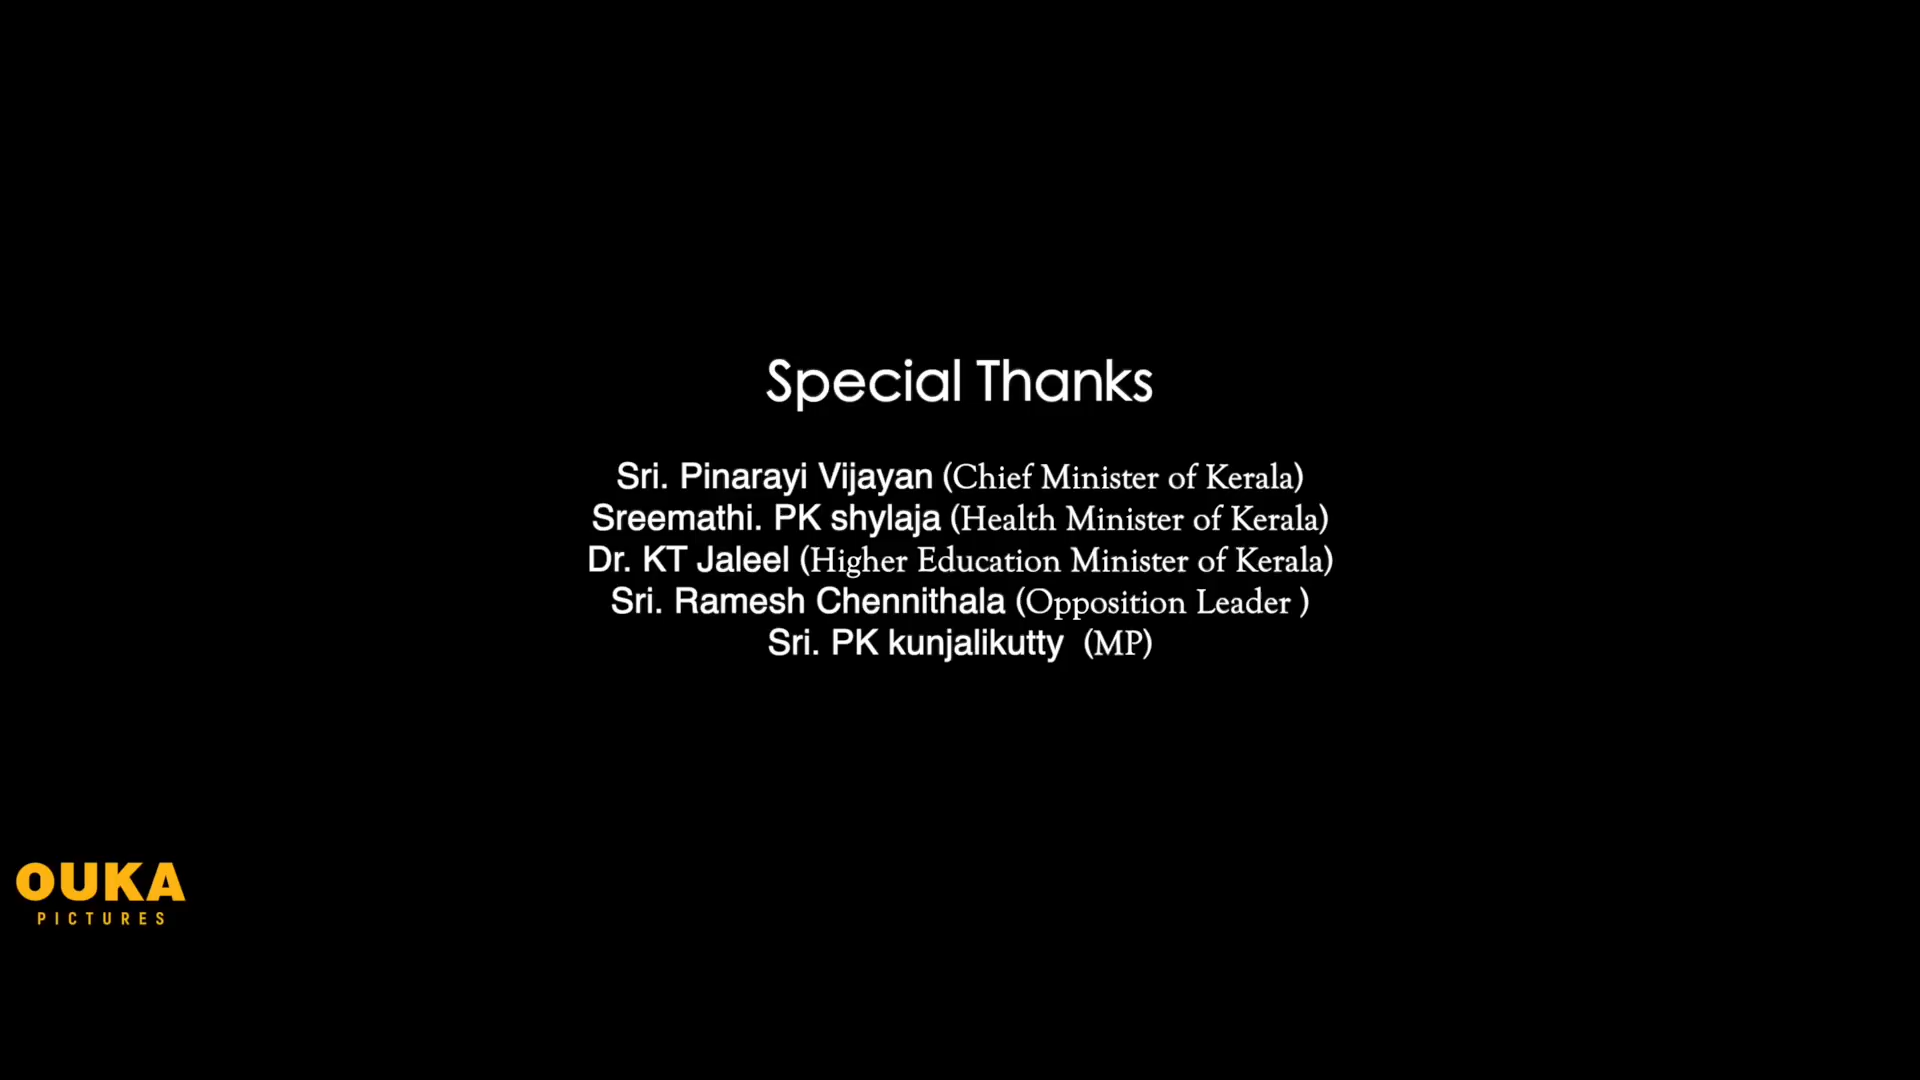 Special Thanks
Sri. Pinarayi Vijayan (Chief Minister of Kerala)
Sreemathi. PK shylaja (Health Minister of Kerala)
Dr. KT Jaleel (Higher Education Minister of Kerala)
Sri. Ramesh Chennithala (Opposition Leader )
Sri. PK kunjalikutty  (MP)
OUKA
PICTURES